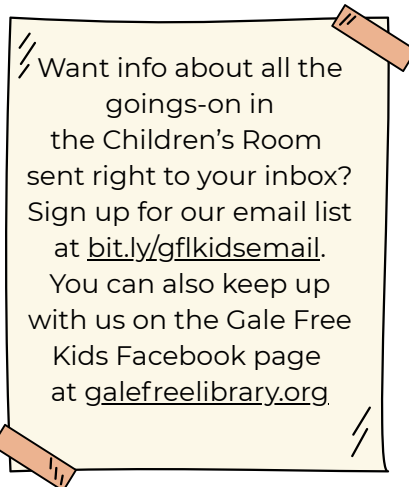 Want info about all the
goings-on in
the Children’s Room
sent right to your inbox?
Sign up for our email list
at bit.ly/gflkidsemail.
You can also keep up
with us on the Gale Free
Kids Facebook page
at galefreelibrary.org